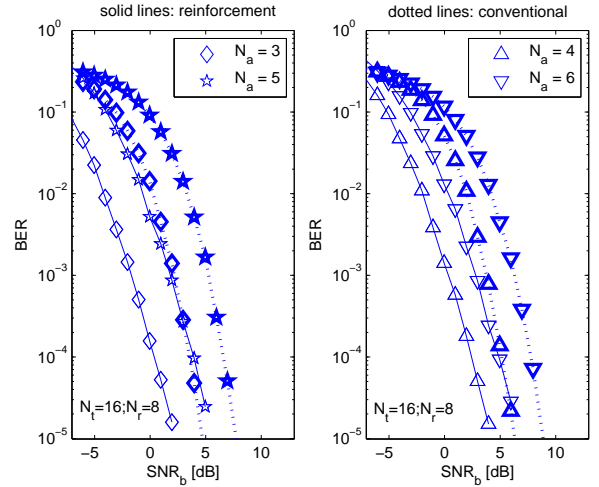 solid lines: reinforcement
dotted lines: conventional
N_a = 3
N_a = 5
10^0
10^-1
10^-2
10^-3
10^-4
10^-5
BER
N_t=16;N_r=8
−5 0 5 10
SNR_b [dB]
N_a = 4
N_a = 6
10^0
10^-1
10^-2
10^-3
10^-4
10^-5
BER
N_t=16;N_r=8
−5 0 5 10
SNR_b [dB]